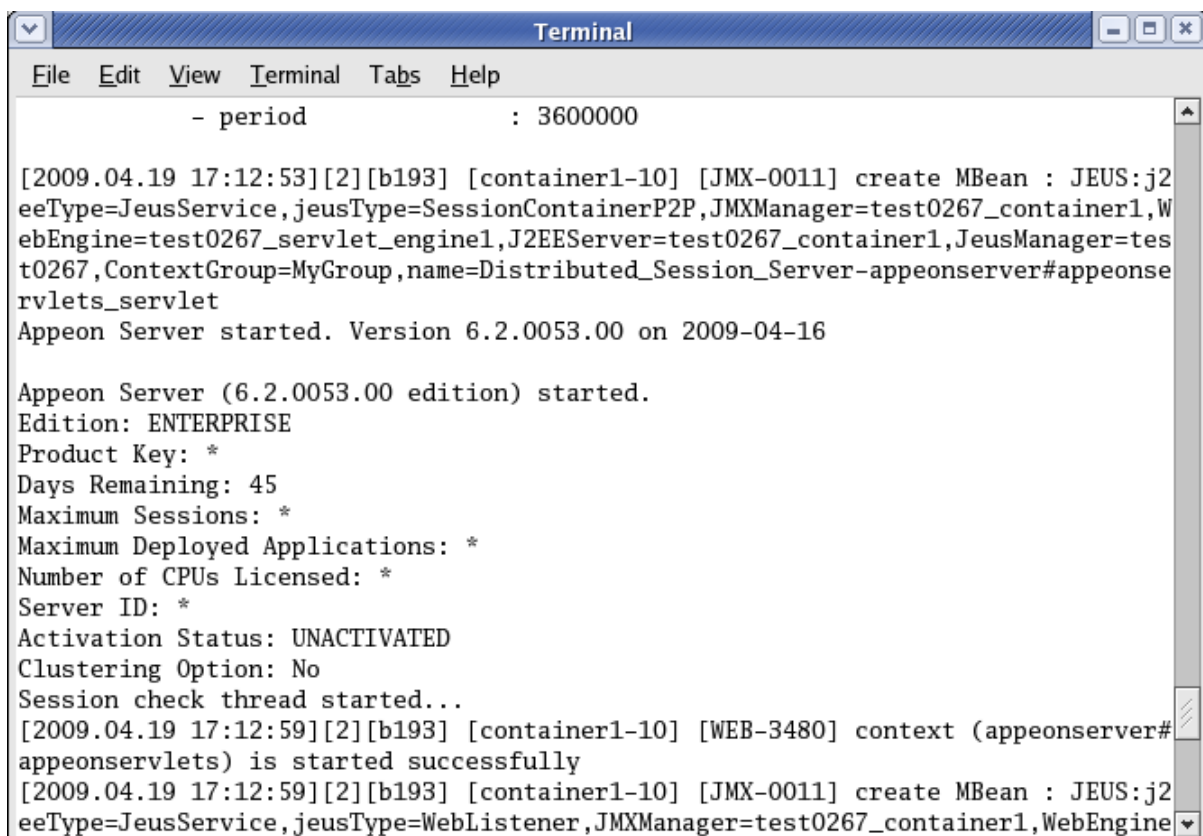 Terminal
File Edit View Terminal Tabs Help
- period : 3600000
[2009.04.19 17:12:53][2][b193] [container1-10] [JMX-0011] create MBean : JEUS:j2
eeType=JeusService,jeusType=SessionContainerP2P,JMXManager=test0267_container1,W
ebEngine=test0267_servlet_engine1,J2EEServer=test0267_container1,JeusManager=tes
t0267,ContextGroup=MyGroup,name=Distributed_Session_Server-appeonserver#appeonse
rvlets_servlet
Appeon Server started. Version 6.2.0053.00 on 2009-04-16
Appeon Server (6.2.0053.00 edition) started.
Edition: ENTERPRISE
Product Key: *
Days Remaining: 45
Maximum Sessions: *
Maximum Deployed Applications: *
Number of CPUs Licensed: *
Server ID: *
Activation Status: UNACTIVATED
Clustering Option: No
Session check thread started...
[2009.04.19 17:12:59][2][b193] [container1-10] [WEB-3480] context (appeonserver#
appeonservlets) is started successfully
[2009.04.19 17:12:59][2][b193] [container1-10] [JMX-0011] create MBean : JEUS:j2
eeType=JeusService,jeusType=WebListener,JMXManager=test0267_container1,WebEngine